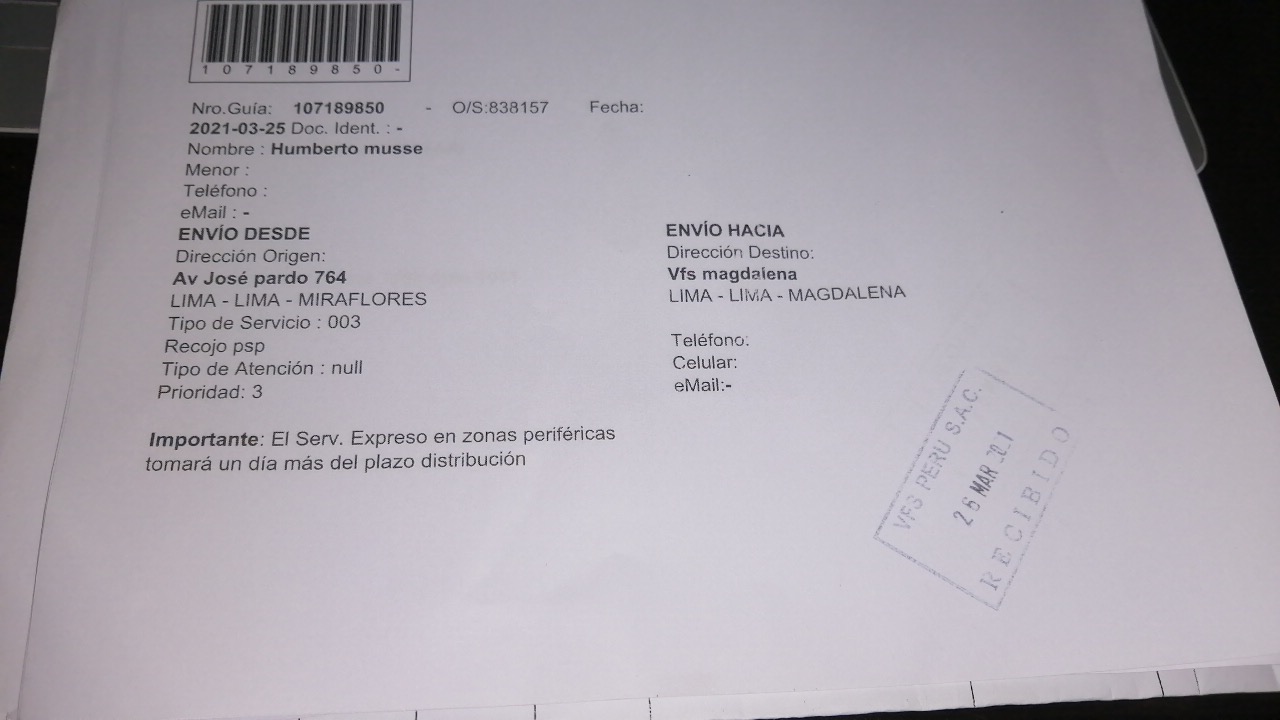 107189850-
Nro.Guía: 107189850 - O/S:838157 Fecha:
2021-03-25 Doc. Ident. : -
Nombre : Humberto musse
Menor :
Teléfono :
eMail : -
ENVÍO DESDE
Dirección Origen:
Av José pardo 764
LIMA - LIMA - MIRAFLORES
Tipo de Servicio : 003
Recojo psp
Tipo de Atención : null
Prioridad: 3
ENVÍO HACIA
Dirección Destino:
Vfs magdalena
LIMA - LIMA - MAGDALENA
Teléfono:
Celular:
eMail:-
Importante: El Serv. Expreso en zonas periféricas
tomará un día más del plazo distribución
VFS PERU S.A.C.
26 MAR
RECIBIDO